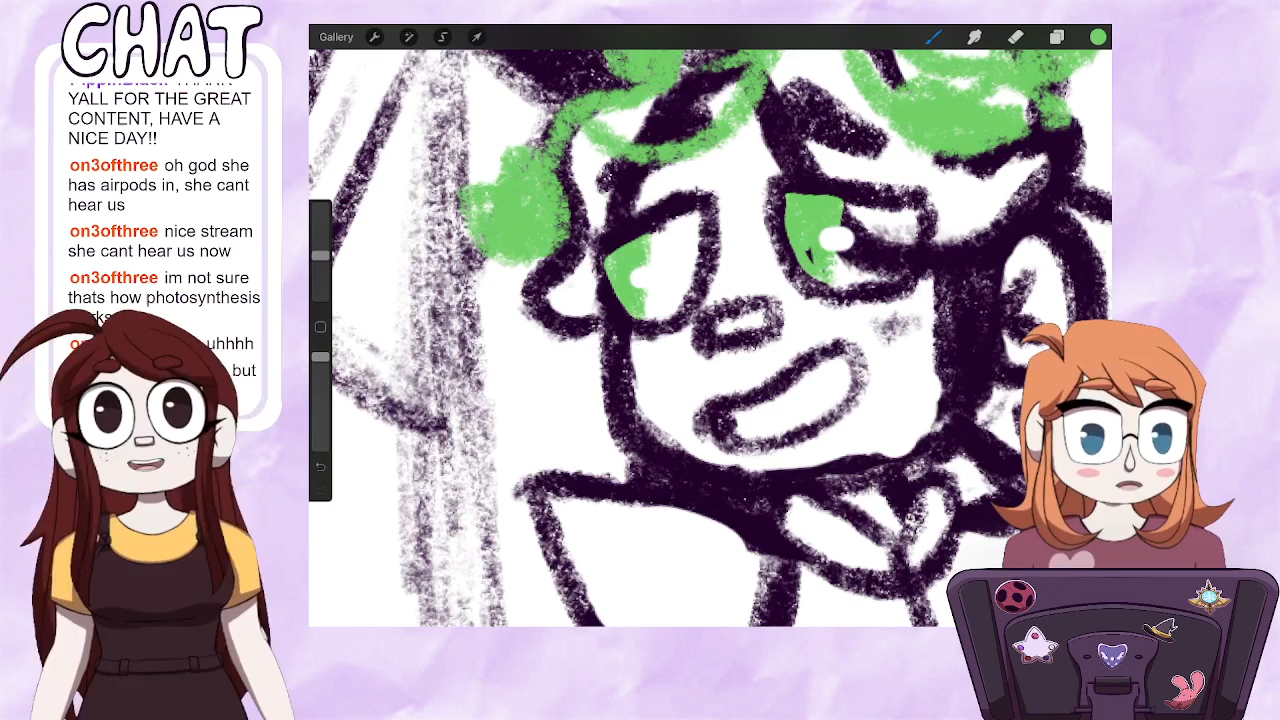 CHAT
YALL FOR THE GREAT
CONTENT, HAVE A
NICE DAY!!
on3ofthree oh god she
has airpods in, she cant
hear us
on3ofthree nice stream
she cant hear us now
on3ofthree im not sure
thats how photosynthesis
uhhhh
but
Gallery